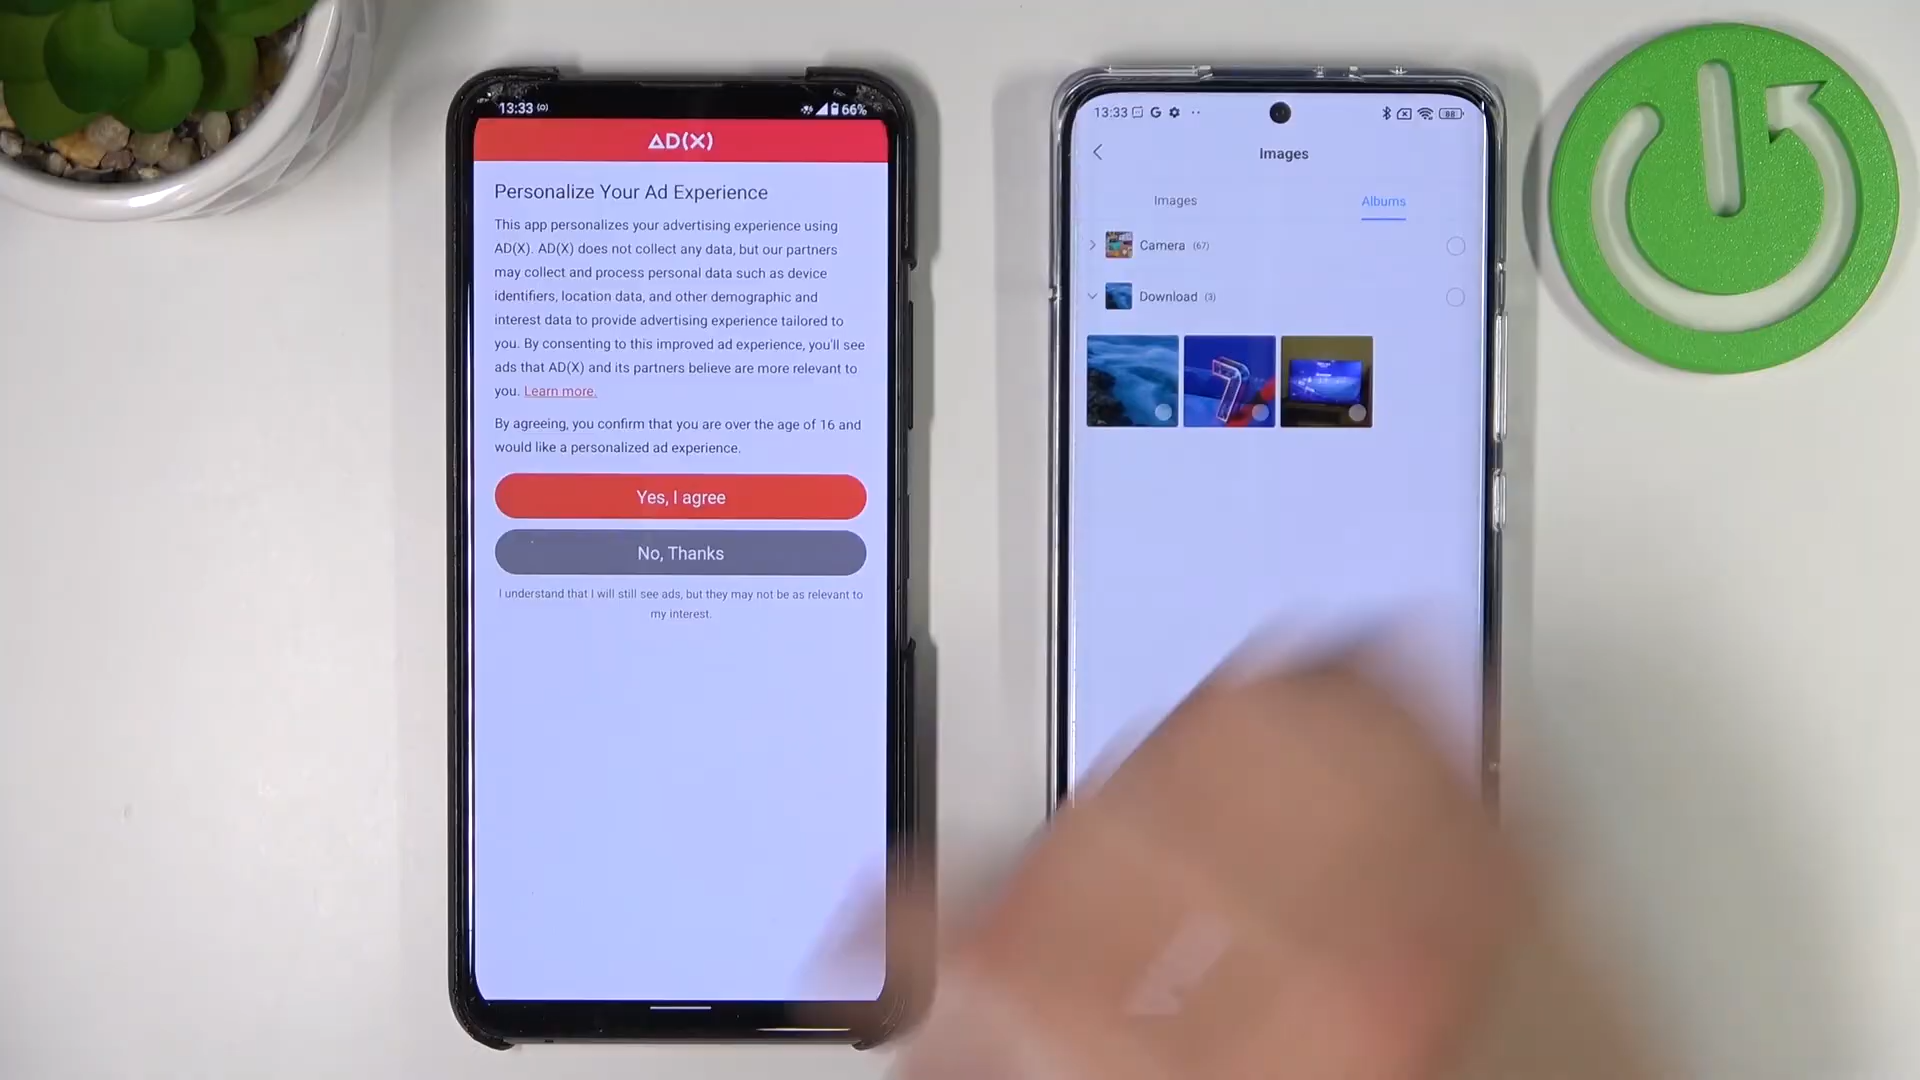 13:33
66%
AD(X)
Personalize Your Ad Experience
This app personalizes your advertising experience using
AD(X). AD(X) does not collect any data, but our partners
may collect and process personal data such as device
identifiers, location data, and other demographic and
interest data to provide advertising experience tailored to
you. By consenting to this improved ad experience, you'll see
ads that AD(X) and its partners believe are more relevant to
you. Learn more.
By agreeing, you confirm that you are over the age of 16 and
would like a personalized ad experience.
Yes, I agree
No, Thanks
I understand that I will still see ads, but they may not be as relevant to
my interest.
13:33 G
88
Images
Images Albums
Camera (67)
Download (3)
7